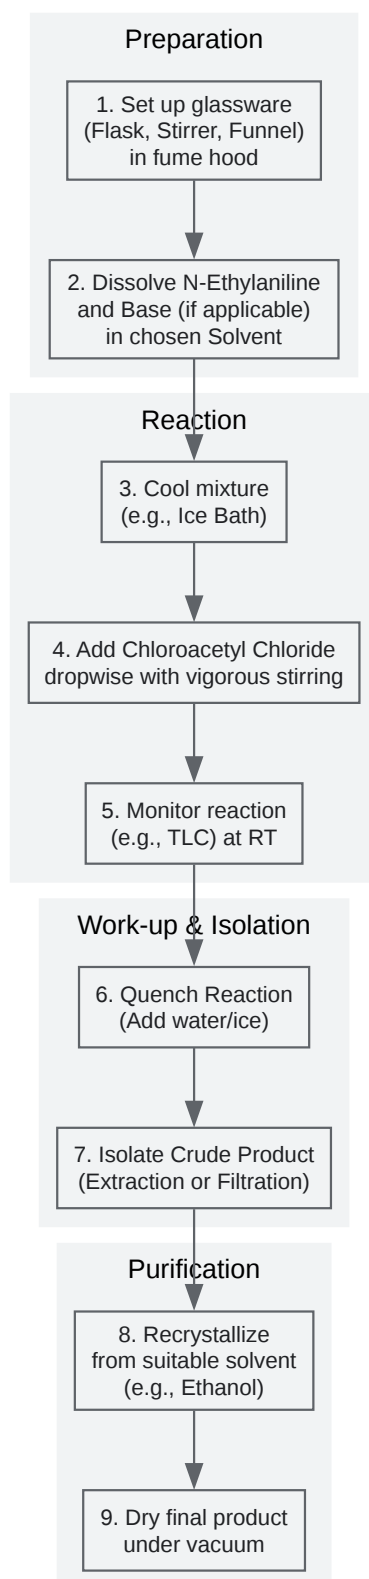 Preparation
1. Set up glassware
(Flask, Stirrer, Funnel)
in fume hood
2. Dissolve N-Ethylaniline
and Base (if applicable)
in chosen Solvent
Reaction
3. Cool mixture
(e.g., Ice Bath)
4. Add Chloroacetyl Chloride
dropwise with vigorous stirring
5. Monitor reaction
(e.g., TLC) at RT
Work-up & Isolation
6. Quench Reaction
(Add water/ice)
7. Isolate Crude Product
(Extraction or Filtration)
Purification
8. Recrystallize
from suitable solvent
(e.g., Ethanol)
9. Dry final product
under vacuum